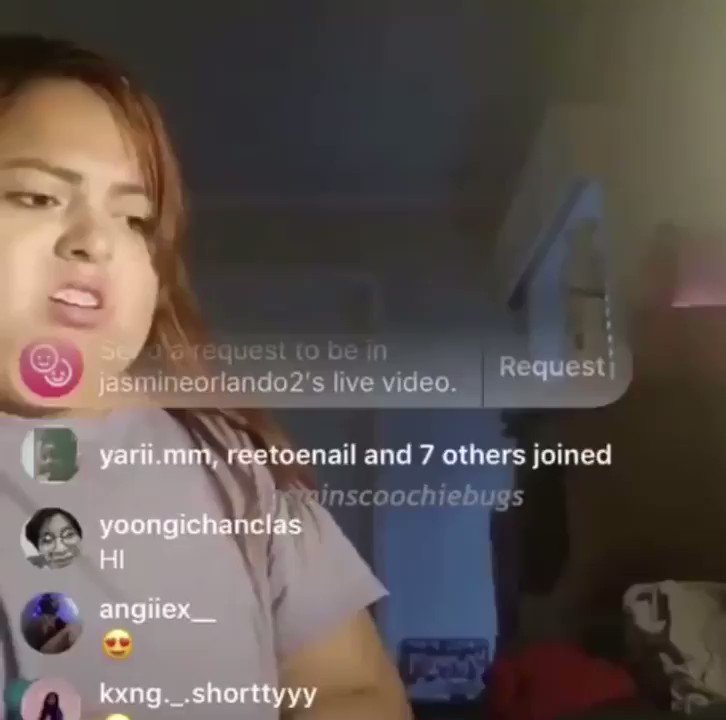 Send a request to be in
jasmineorlando2's live video.
Request
yarii.mm, reetoenail and 7 others joined
yoongichanclas
HI
angiiex__
😍
kxng._.shorttyyy